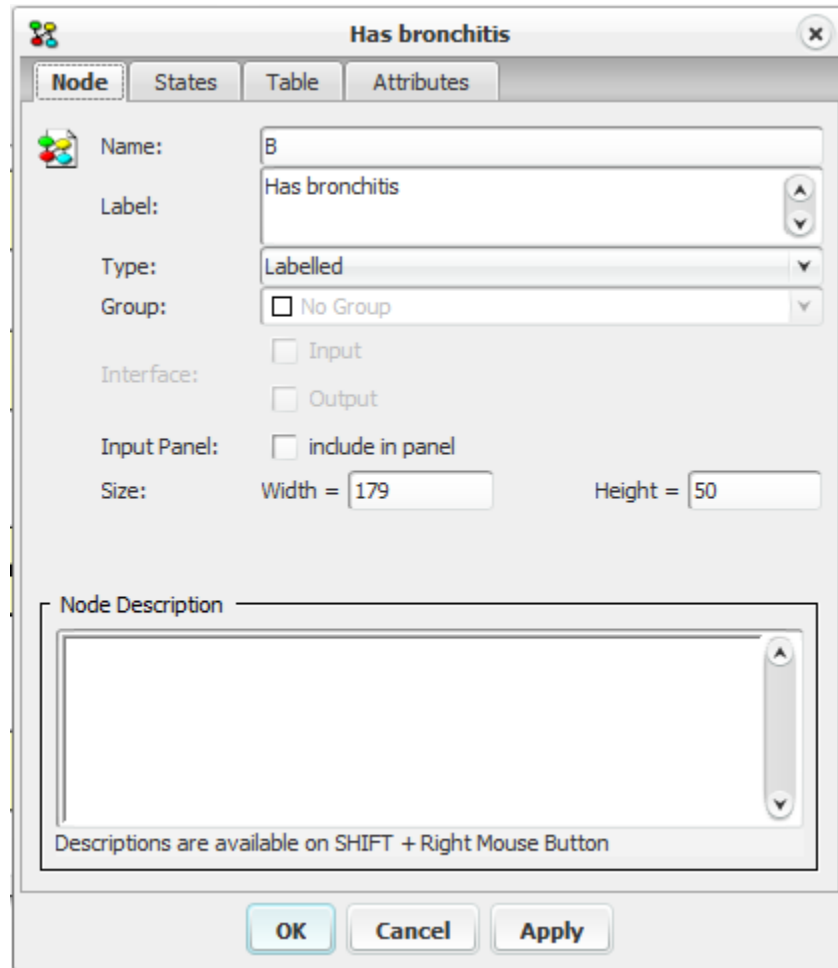 Has bronchitis
Node States Table Attributes
Name: B
Label: Has bronchitis
Type: Labelled
Group: No Group
Interface: Input
Output
Input Panel: include in panel
Size: Width = 179 Height = 50
Node Description
Descriptions are available on SHIFT + Right Mouse Button
OK Cancel Apply